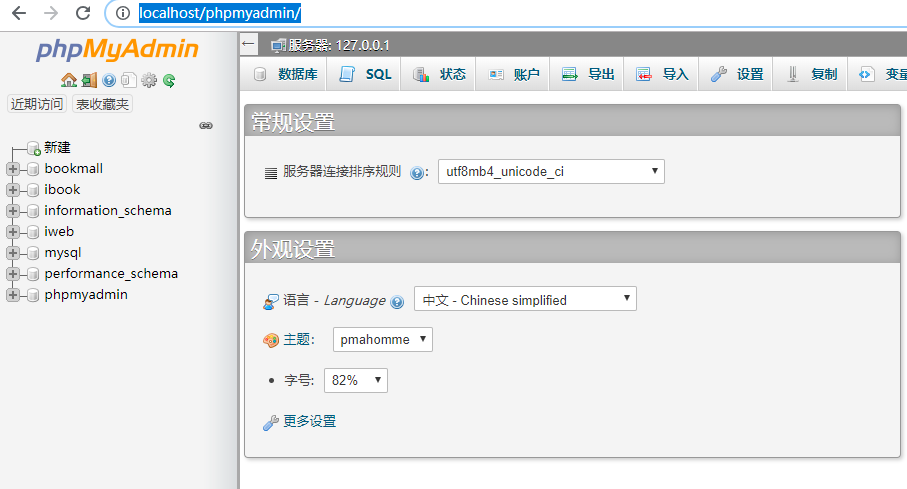 localhost/phpmyadmin/
phpMyAdmin
近期访问 表收藏夹
新建
bookmall
ibook
information_schema
iweb
mysql
performance_schema
phpmyadmin
服务器: 127.0.0.1
数据库 SQL 状态 账户 导出 导入 设置 复制 变量
常规设置
服务器连接排序规则 : utf8mb4_unicode_ci
外观设置
语言 - Language 中文 - Chinese simplified
主题: pmahomme
字号: 82%
更多设置